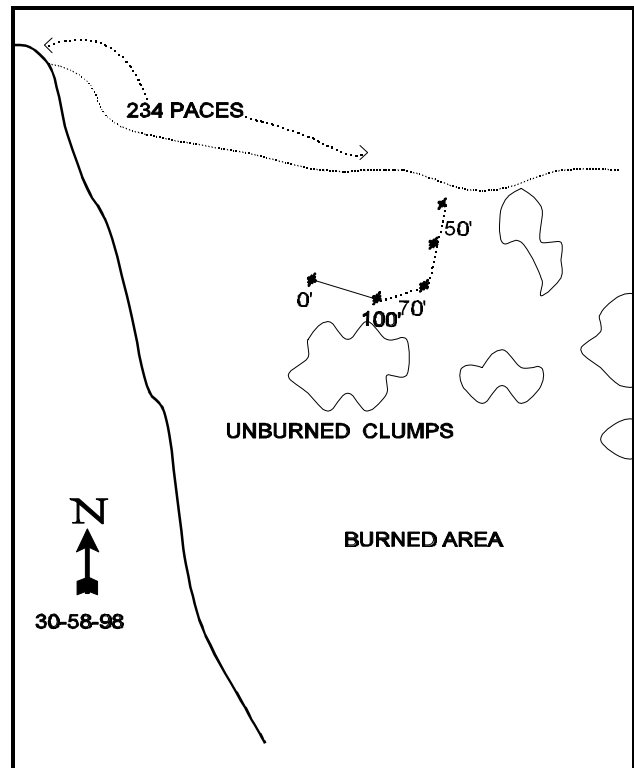 234 PACES
50'
0'
100'
70'
UNBURNED CLUMPS
BURNED AREA
N
30-58-98